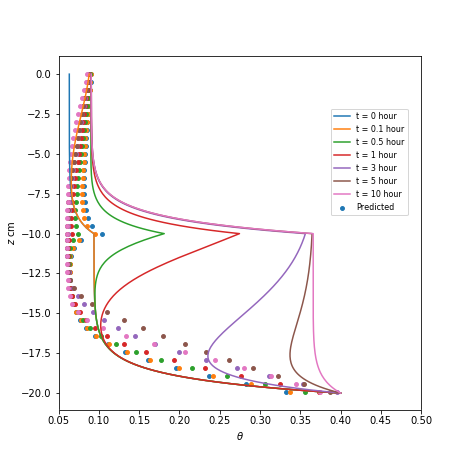 0.0
−2.5
−5.0
−7.5
−10.0
−12.5
−15.0
−17.5
−20.0
z cm
t = 0 hour
t = 0.1 hour
t = 0.5 hour
t = 1 hour
t = 3 hour
t = 5 hour
t = 10 hour
Predicted
0.05 0.10 0.15 0.20 0.25 0.30 0.35 0.40 0.45 0.50
θ